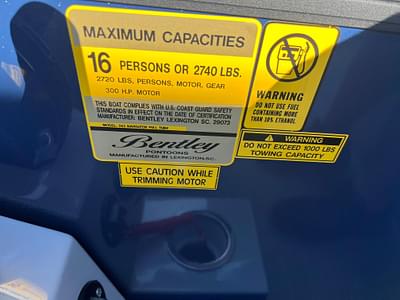 MAXIMUM CAPACITIES
16 PERSONS OR 2740 LBS.
2720 LBS. PERSONS, MOTOR, GEAR
300 H.P. MOTOR
THIS BOAT COMPLIES WITH U.S. COAST GUARD SAFETY
STANDARDS IN EFFECT ON THE DATE OF CERTIFICATION
MANUFACTURER: BENTLEY LEXINGTON SC. 29073
MODEL: 243 NAVIGATOR
Bentley
PONTOONS
MANUFACTURED IN LEXINGTON, SC.
USE CAUTION WHILE
TRIMMING MOTOR
WARNING
DO NOT USE FUEL
CONTAINING MORE
THAN 10% ETHANOL
WARNING
DO NOT EXCEED 1000 LBS
TOWING CAPACITY